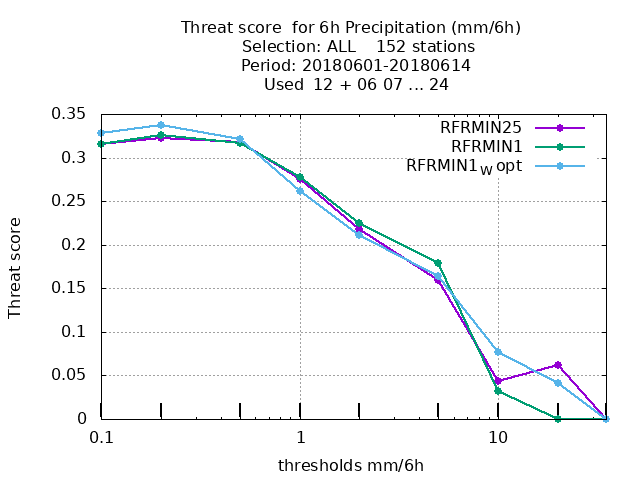 Threat score  for 6h Precipitation (mm/6h)
Selection: ALL    152 stations
Period: 20180601-20180614
Used  12 + 06 07 ... 24
RFRMIN25
RFRMIN1
RFRMIN1W opt
0.35
0.3
0.25
0.2
0.15
0.1
0.05
0
Threat score
0.1 1 10
thresholds mm/6h